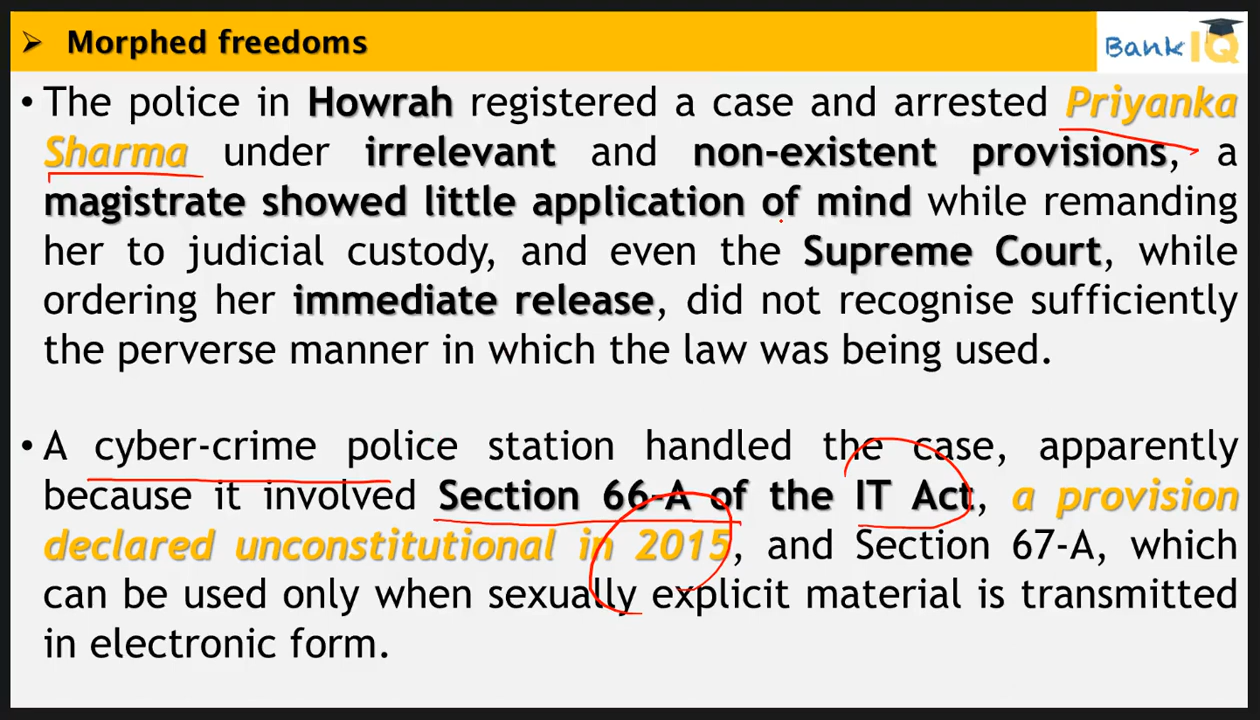 ➢ Morphed freedoms
Bank IQ
• The police in Howrah registered a case and arrested Priyanka
Sharma under irrelevant and non-existent provisions, a
magistrate showed little application of mind while remanding
her to judicial custody, and even the Supreme Court, while
ordering her immediate release, did not recognise sufficiently
the perverse manner in which the law was being used.
• A cyber-crime police station handled the case, apparently
because it involved Section 66-A of the IT Act, a provision
declared unconstitutional in 2015, and Section 67-A, which
can be used only when sexually explicit material is transmitted
in electronic form.